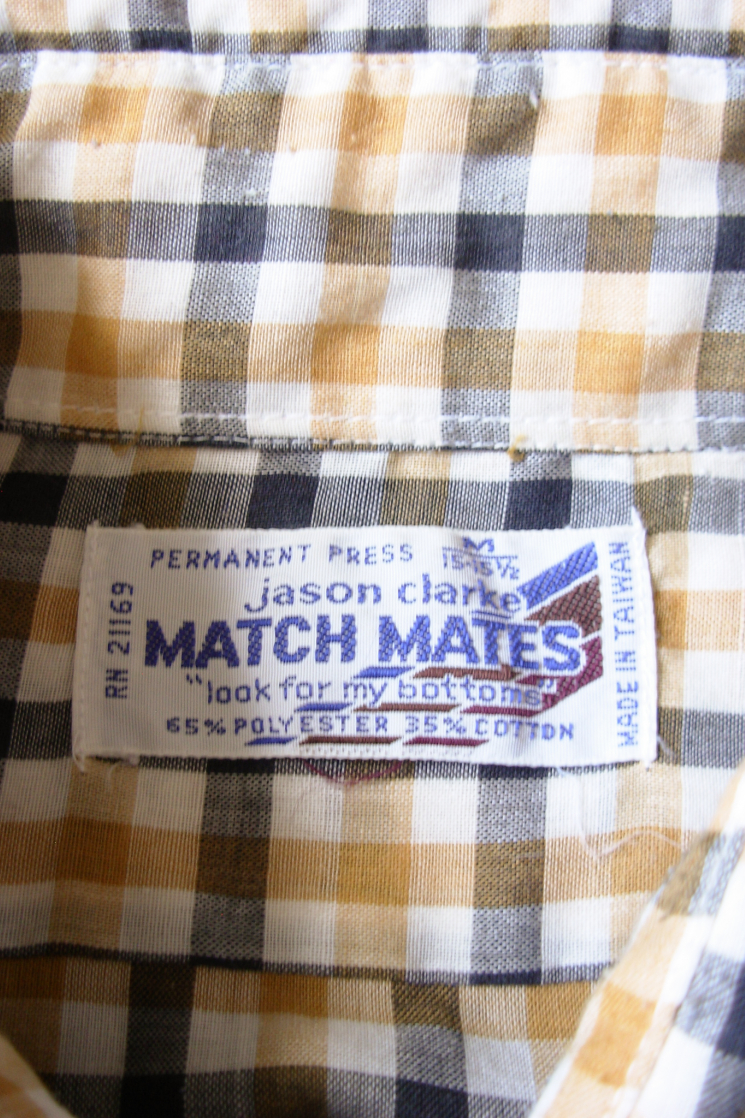 PERMANENT PRESS
M
15-15½
jason clarke
MATCH MATES
"look for my bottoms"
65% POLYESTER 35% COTTON
RN 21169
MADE IN TAIWAN